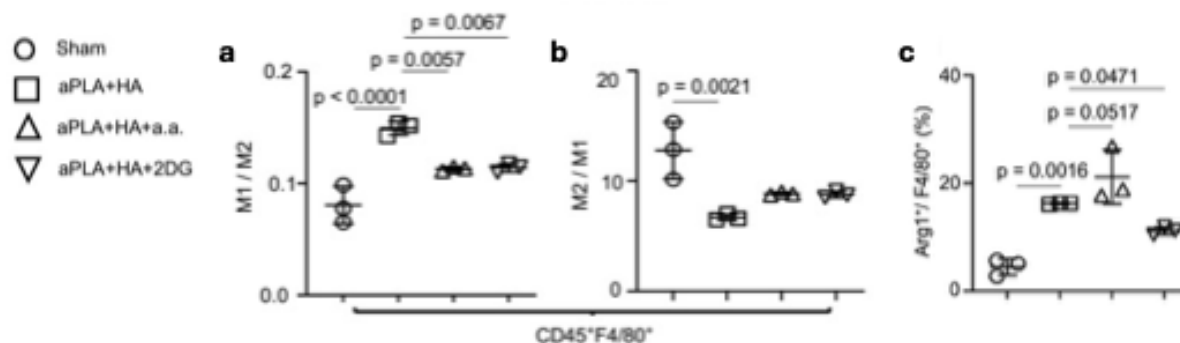 Sham
aPLA+HA
aPLA+HA+a.a.
aPLA+HA+2DG
a
p = 0.0067
p = 0.0057
p < 0.0001
0.2
0.1
0.0
M1 / M2
b
p = 0.0021
20
10
0
M2 / M1
CD45⁺F4/80⁺
c
p = 0.0471
p = 0.0517
p = 0.0016
40
20
0
Arg1⁺/ F4/80⁺ (%)